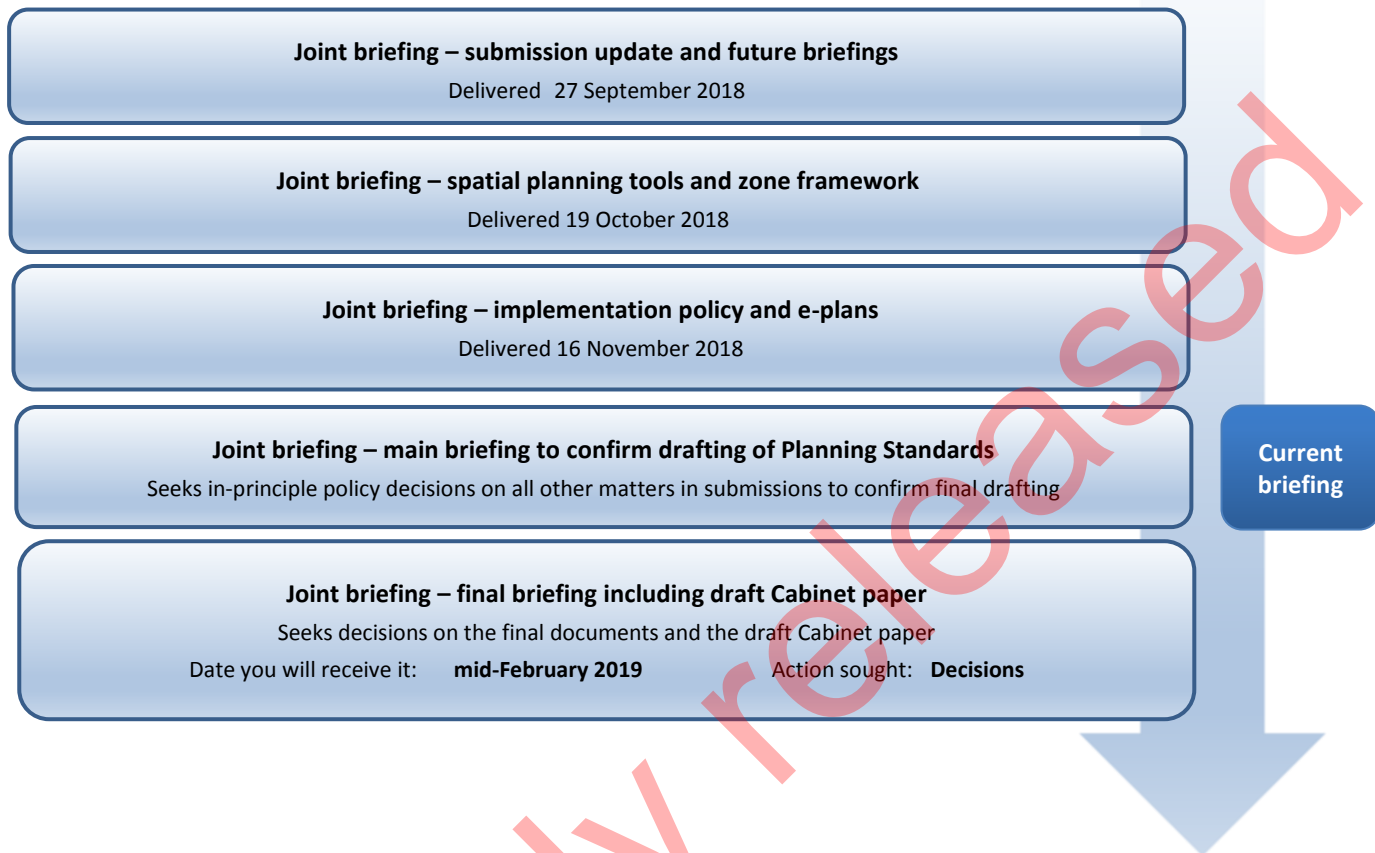 Joint briefing – submission update and future briefings
Delivered 27 September 2018
Joint briefing – spatial planning tools and zone framework
Delivered 19 October 2018
Joint briefing – implementation policy and e-plans
Delivered 16 November 2018
Joint briefing – main briefing to confirm drafting of Planning Standards
Seeks in-principle policy decisions on all other matters in submissions to confirm final drafting
Current
briefing
Joint briefing – final briefing including draft Cabinet paper
Seeks decisions on the final documents and the draft Cabinet paper
Date you will receive it: mid-February 2019 Action sought: Decisions
released